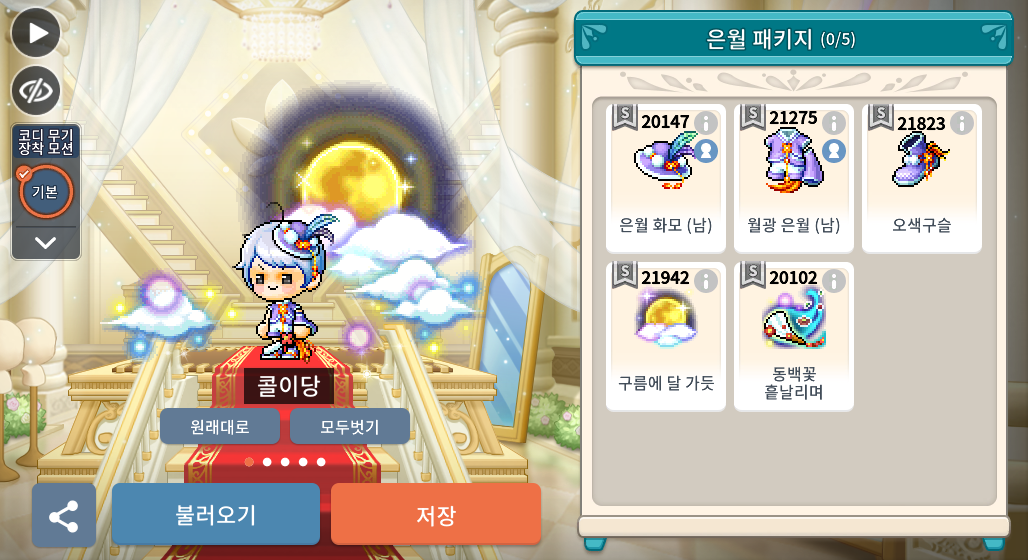 은월 패키지 (0/5)
코디 무기
장착 모션
기본
S 20147
은월 화모 (남)
S 21275
월광 은월 (남)
S 21823
오색구슬
S 21942
구름에 달 가듯
S 20102
동백꽃
흩날리며
콜이당
원래대로
모두벗기
불러오기
저장